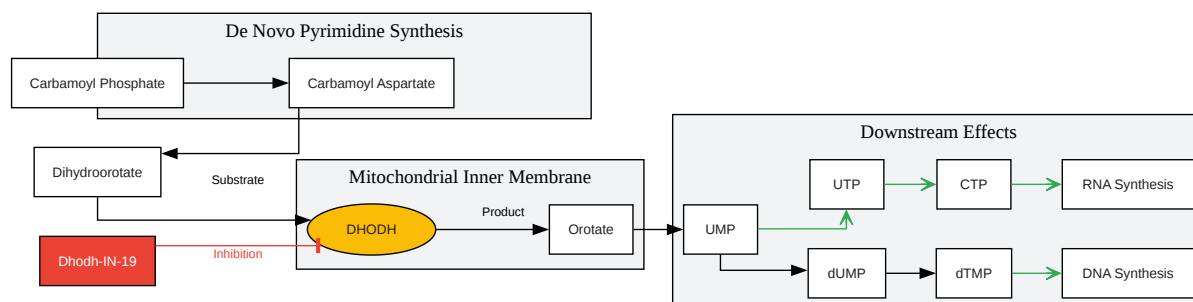 De Novo Pyrimidine Synthesis
Carbamoyl Phosphate
Carbamoyl Aspartate
Dihydroorotate
Substrate
Mitochondrial Inner Membrane
DHODH
Product
Orotate
Dhodh-IN-19
Inhibition
Downstream Effects
UTP
CTP
RNA Synthesis
UMP
dUMP
dTMP
DNA Synthesis